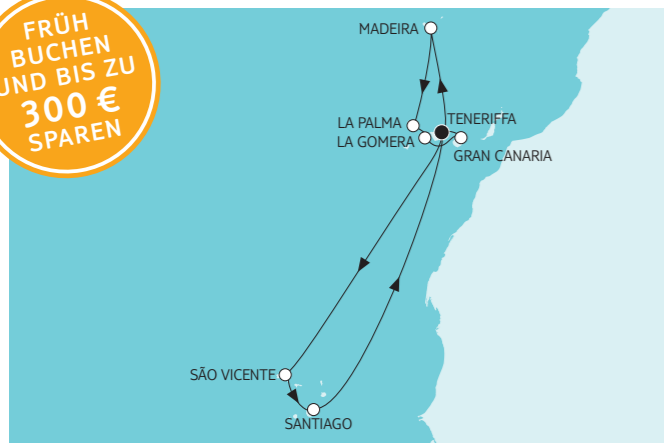 FRÜH
BUCHEN
UND BIS ZU
300 €
SPAREN
MADEIRA
LA PALMA
TENERIFFA
LA GOMERA
GRAN CANARIA
SÃO VICENTE
SANTIAGO